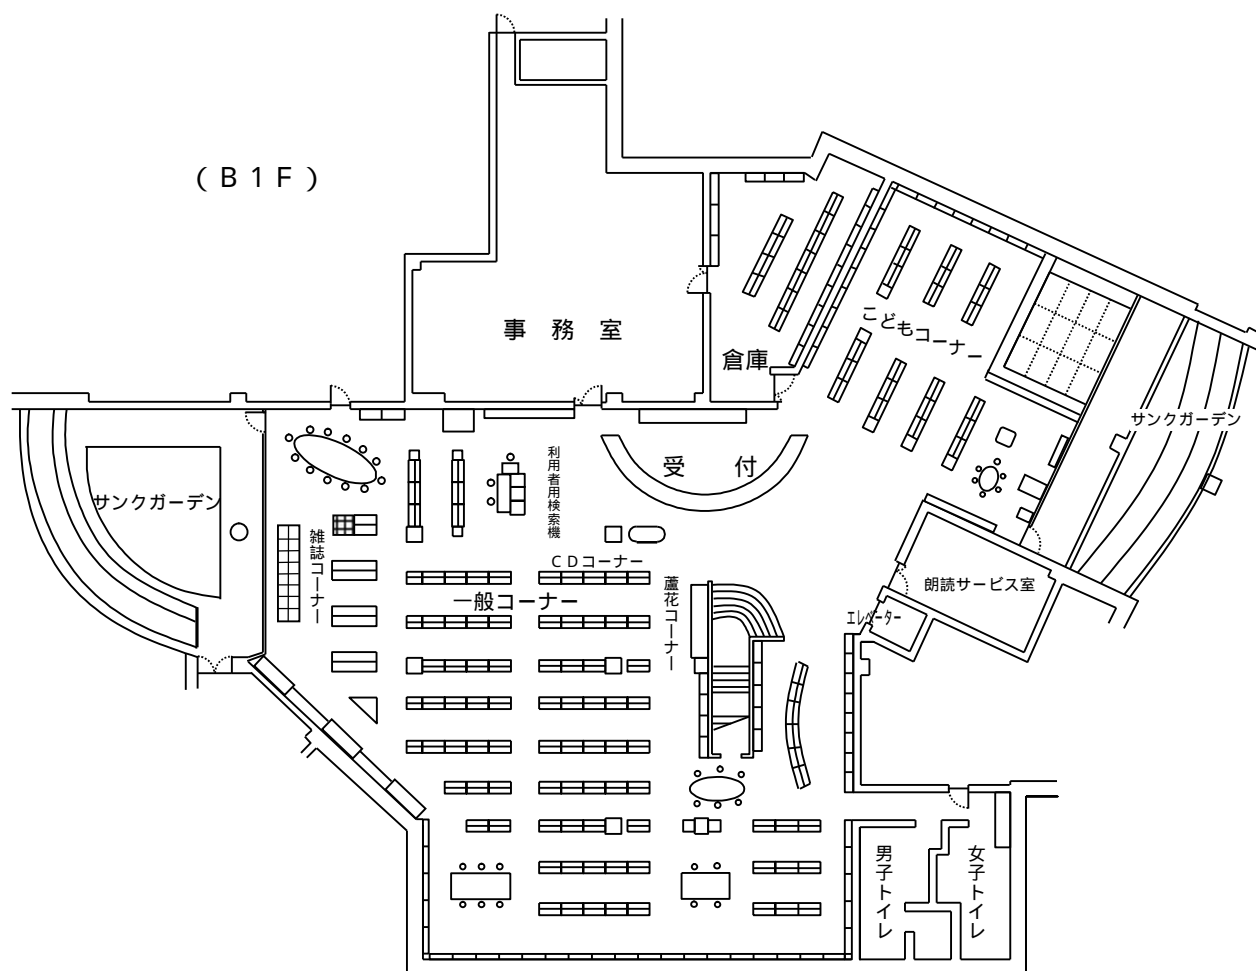 （Ｂ１Ｆ）
事務室
倉庫
こどもコーナー
サンクガーデン
受付
利用者用検索機
サンクガーデン
雑誌コーナー
ＣＤコーナー
一般コーナー
蘆花コーナー
朗読サービス室
エレベーター
男子トイレ
女子トイレ